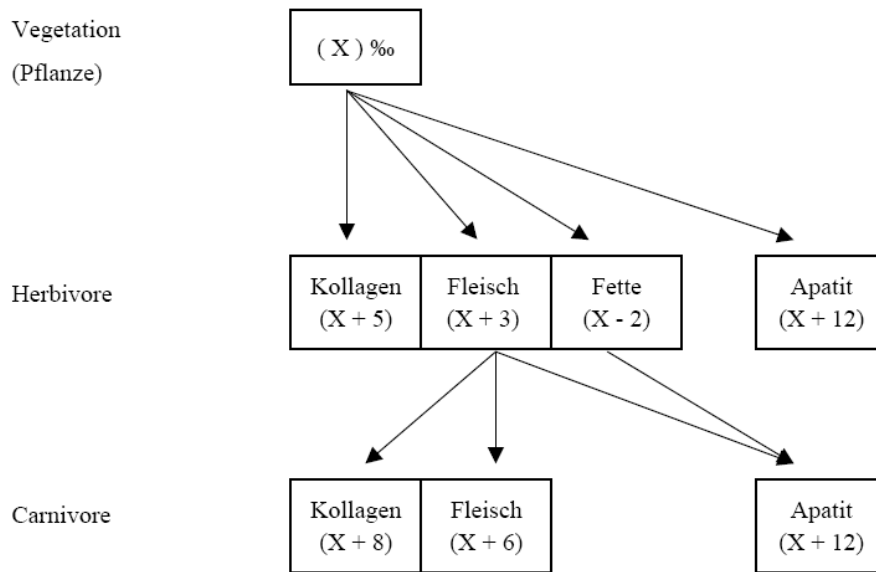 Vegetation
(Pflanze)
( X ) ‰
Herbivore
Kollagen
(X + 5)
Fleisch
(X + 3)
Fette
(X - 2)
Apatit
(X + 12)
Carnivore
Kollagen
(X + 8)
Fleisch
(X + 6)
Apatit
(X + 12)